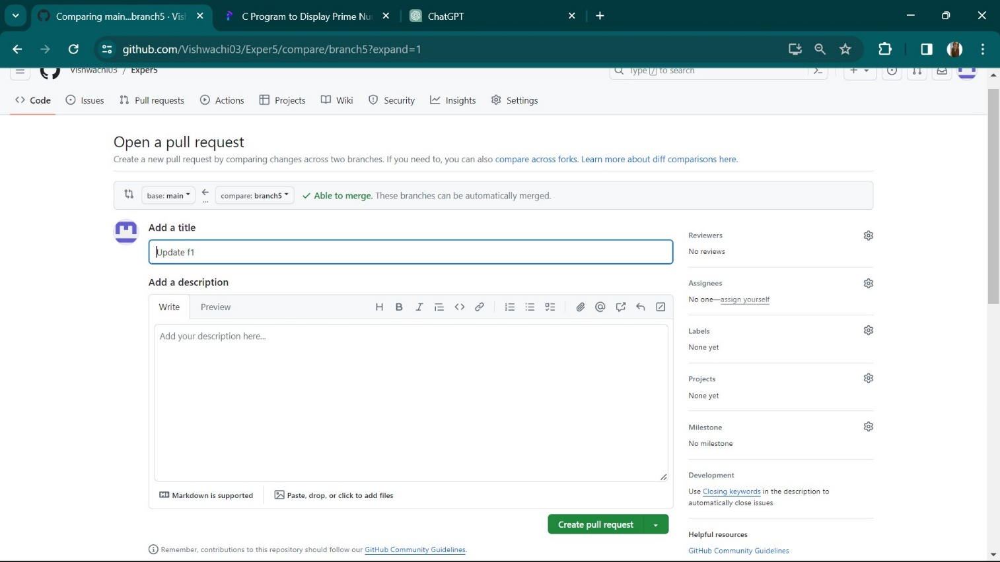 Comparing main...branch5 · Vis
C Program to Display Prime Nu
ChatGPT
github.com/Vishwachi03/Exper5/compare/branch5?expand=1
Vishwachi03 / Exper5
Type / to search
Code
Issues
Pull requests
Actions
Projects
Wiki
Security
Insights
Settings
Open a pull request
Create a new pull request by comparing changes across two branches. If you need to, you can also compare across forks. Learn more about diff comparisons here.
base: main
...
compare: branch5
Able to merge. These branches can be automatically merged.
Add a title
Update f1
Add a description
Write
Preview
Add your description here...
Markdown is supported
Paste, drop, or click to add files
Create pull request
Remember, contributions to this repository should follow our GitHub Community Guidelines.
Reviewers
No reviews
Assignees
No one—assign yourself
Labels
None yet
Projects
None yet
Milestone
No milestone
Development
Use Closing keywords in the description to
automatically close issues
Helpful resources
GitHub Community Guidelines